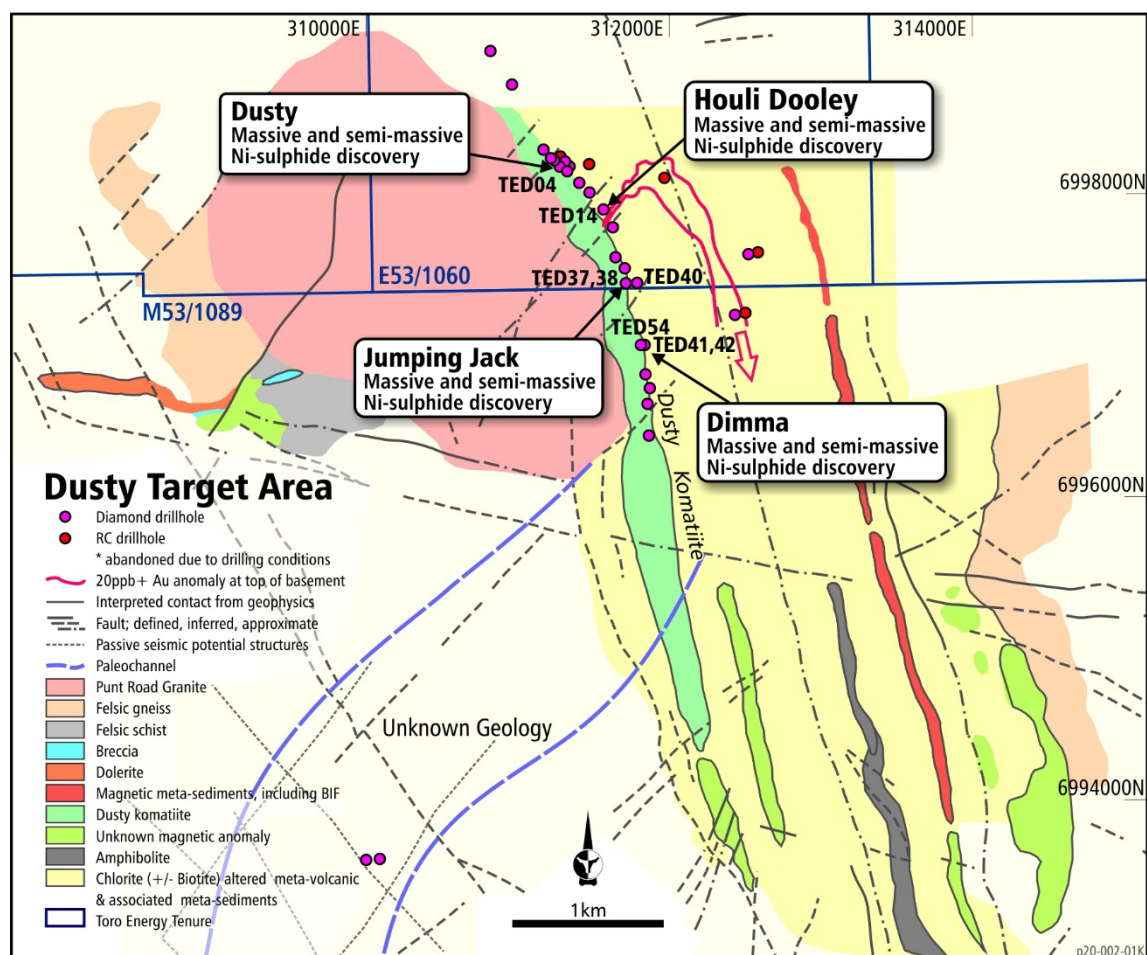 310000E
312000E
314000E
Dusty
Massive and semi-massive
Ni-sulphide discovery
Houli Dooley
Massive and semi-massive
Ni-sulphide discovery
TED04
6998000N
TED14
E53/1060
TED37,38
TED40
M53/1089
TED54
TED41,42
Jumping Jack
Massive and semi-massive
Ni-sulphide discovery
Dusty
Komatiite
Dimma
Massive and semi-massive
Ni-sulphide discovery
6996000N
Dusty Target Area
Diamond drillhole
RC drillhole
* abandoned due to drilling conditions
20ppb+ Au anomaly at top of basement
Interpreted contact from geophysics
Fault; defined, inferred, approximate
Passive seismic potential structures
Paleochannel
Punt Road Granite
Felsic gneiss
Felsic schist
Breccia
Dolerite
Magnetic meta-sediments, including BIF
Dusty komatiite
Unknown magnetic anomaly
Amphibolite
Chlorite (+/- Biotite) altered meta-volcanic
& associated meta-sediments
Toro Energy Tenure
Unknown Geology
6994000N
1km
p20-002-01K